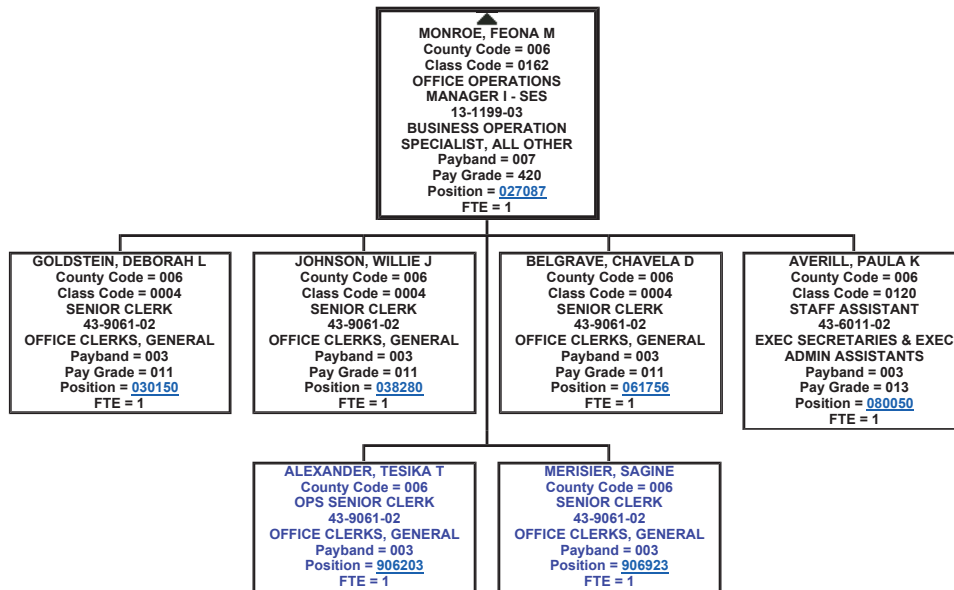 MONROE, FEONA M
County Code = 006
Class Code = 0162
OFFICE OPERATIONS
MANAGER I - SES
13-1199-03
BUSINESS OPERATION
SPECIALIST, ALL OTHER
Payband = 007
Pay Grade = 420
Position = 027087
FTE = 1
GOLDSTEIN, DEBORAH L
County Code = 006
Class Code = 0004
SENIOR CLERK
43-9061-02
OFFICE CLERKS, GENERAL
Payband = 003
Pay Grade = 011
Position = 030150
FTE = 1
JOHNSON, WILLIE J
County Code = 006
Class Code = 0004
SENIOR CLERK
43-9061-02
OFFICE CLERKS, GENERAL
Payband = 003
Pay Grade = 011
Position = 038280
FTE = 1
BELGRAVE, CHAVELA D
County Code = 006
Class Code = 0004
SENIOR CLERK
43-9061-02
OFFICE CLERKS, GENERAL
Payband = 003
Pay Grade = 011
Position = 061756
FTE = 1
AVERILL, PAULA K
County Code = 006
Class Code = 0120
STAFF ASSISTANT
43-6011-02
EXEC SECRETARIES & EXEC
ADMIN ASSISTANTS
Payband = 003
Pay Grade = 013
Position = 080050
FTE = 1
ALEXANDER, TESIKA T
County Code = 006
OPS SENIOR CLERK
43-9061-02
OFFICE CLERKS, GENERAL
Payband = 003
Position = 906203
FTE = 1
MERISIER, SAGINE
County Code = 006
SENIOR CLERK
43-9061-02
OFFICE CLERKS, GENERAL
Payband = 003
Position = 906923
FTE = 1